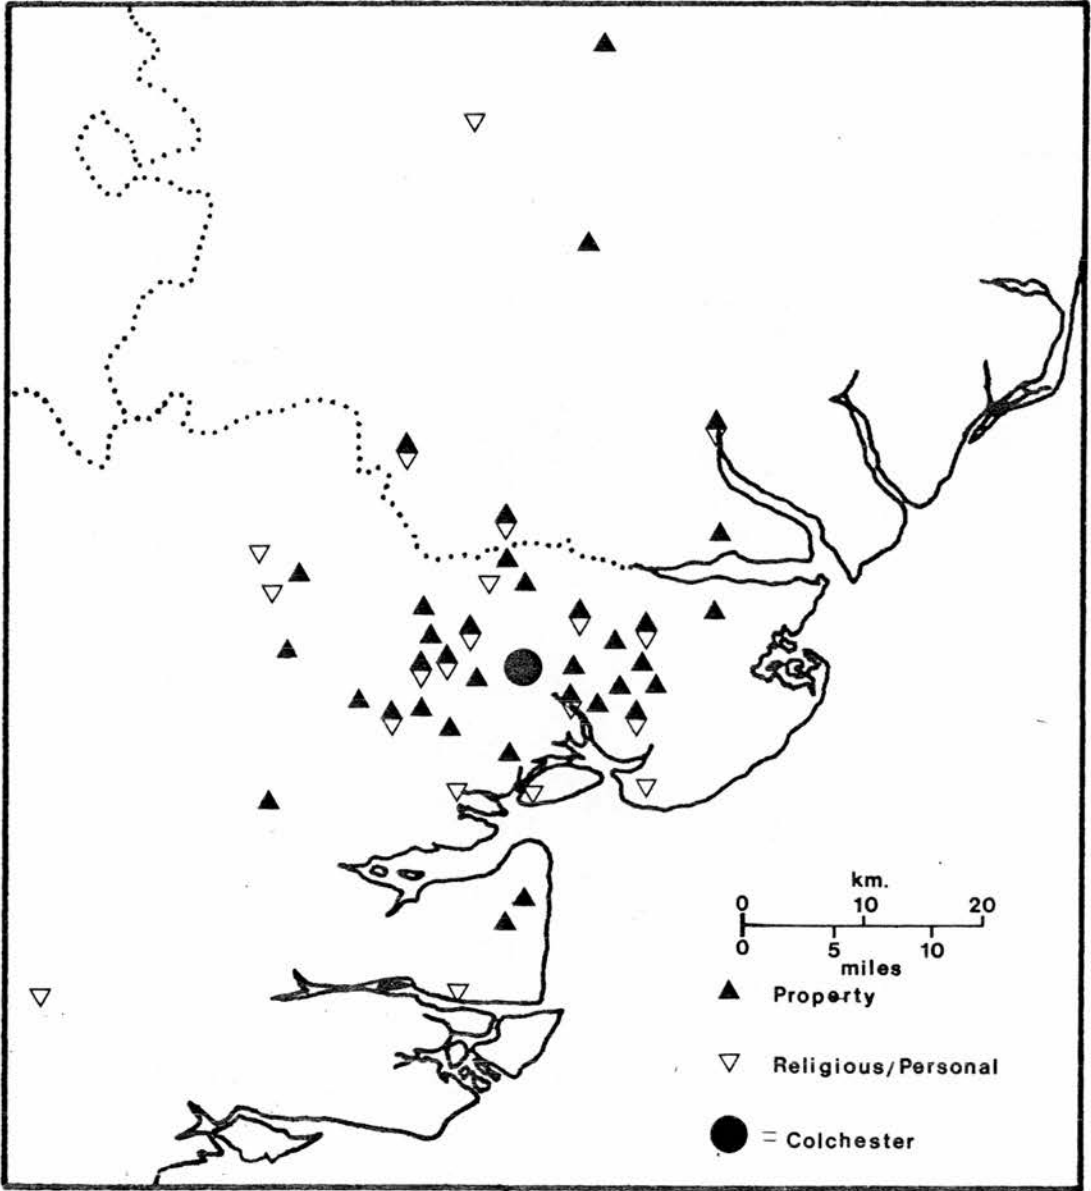 km.
0 10 20
0 5 10
miles
Property
Religious/Personal
= Colchester